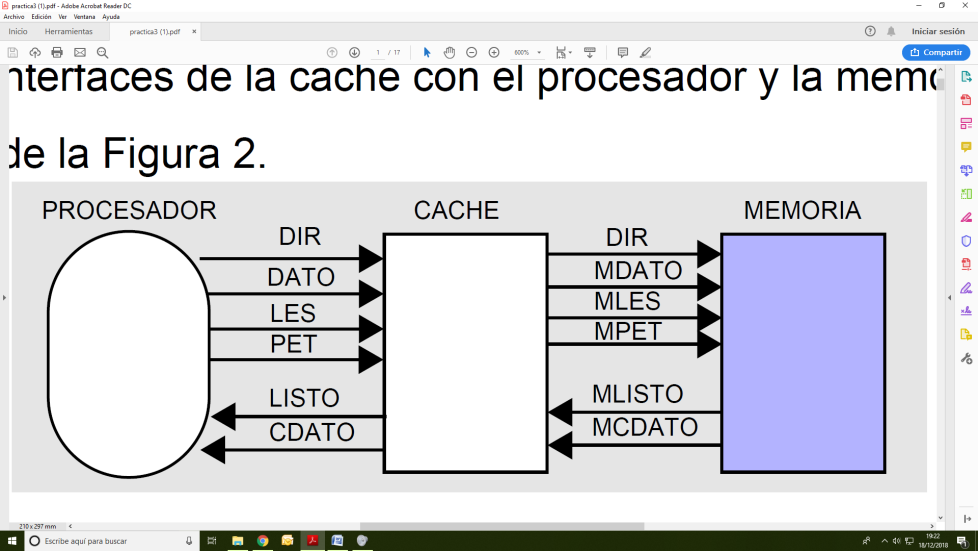 practica3 (1).pdf - Adobe Acrobat Reader DC
Archivo Edición Ver Ventana Ayuda
Inicio Herramientas practica3 (1).pdf × Iniciar sesión
1 / 17 600% Compartir
nterfaces de la cache con el procesador y la memo
de la Figura 2.
PROCESADOR CACHE MEMORIA
DIR DIR
DATO MDATO
LES MLES
PET MPET
LISTO MLISTO
CDATO MCDATO
210 x 297 mm
Escribe aquí para buscar 19:22
18/12/2018